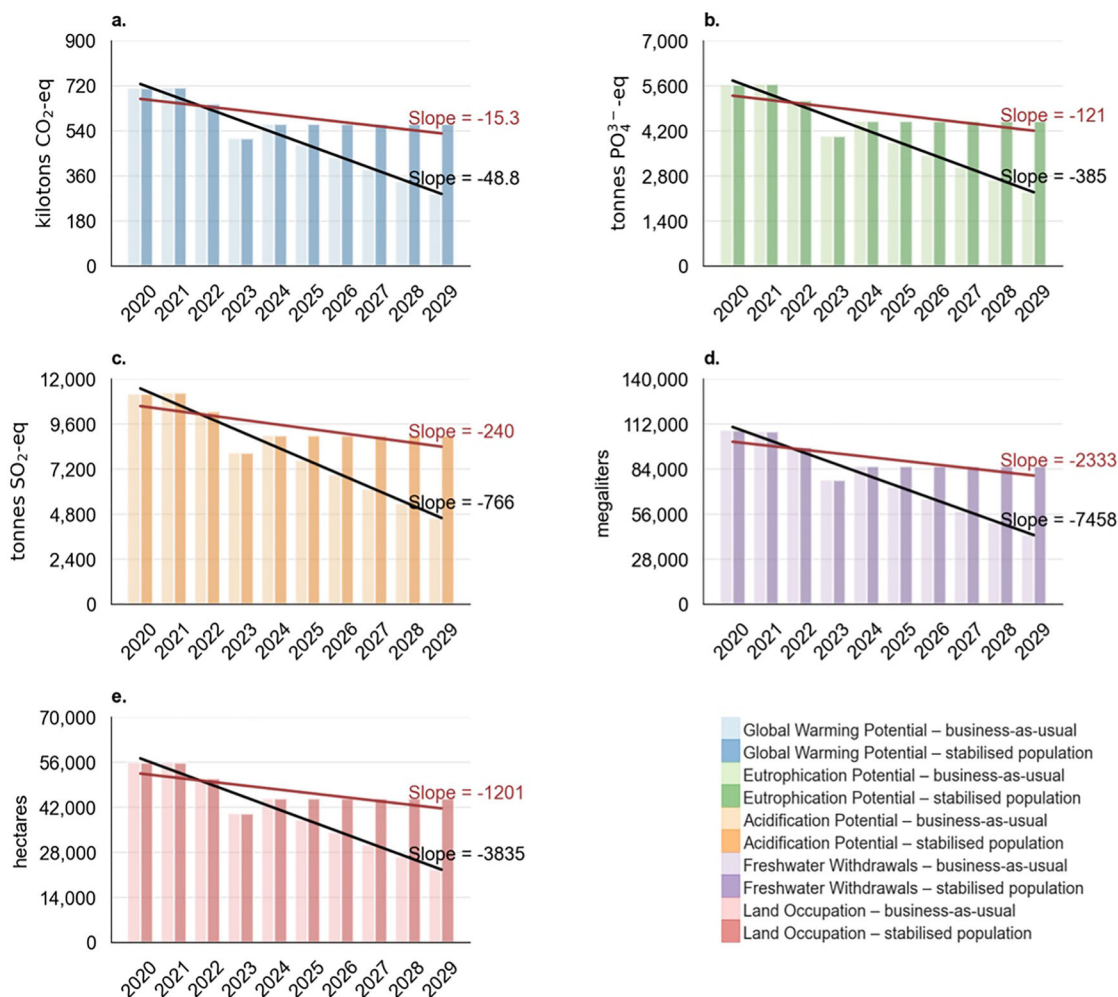 a.
kilotons CO₂-eq
900
720
540
360
180
0
Slope = -15.3
Slope = -48.8
2020 2021 2022 2023 2024 2025 2026 2027 2028 2029
b.
tonnes PO₄³⁻-eq
7,000
5,600
4,200
2,800
1,400
0
Slope = -121
Slope = -385
2020 2021 2022 2023 2024 2025 2026 2027 2028 2029
c.
tonnes SO₂-eq
12,000
9,600
7,200
4,800
2,400
0
Slope = -240
Slope = -766
2020 2021 2022 2023 2024 2025 2026 2027 2028 2029
d.
megaliters
140,000
112,000
84,000
56,000
28,000
0
Slope = -2333
Slope = -7458
2020 2021 2022 2023 2024 2025 2026 2027 2028 2029
e.
hectares
70,000
56,000
42,000
28,000
14,000
0
Slope = -1201
Slope = -3835
2020 2021 2022 2023 2024 2025 2026 2027 2028 2029
Global Warming Potential – business-as-usual
Global Warming Potential – stabilised population
Eutrophication Potential – business-as-usual
Eutrophication Potential – stabilised population
Acidification Potential – business-as-usual
Acidification Potential – stabilised population
Freshwater Withdrawals – business-as-usual
Freshwater Withdrawals – stabilised population
Land Occupation – business-as-usual
Land Occupation – stabilised population